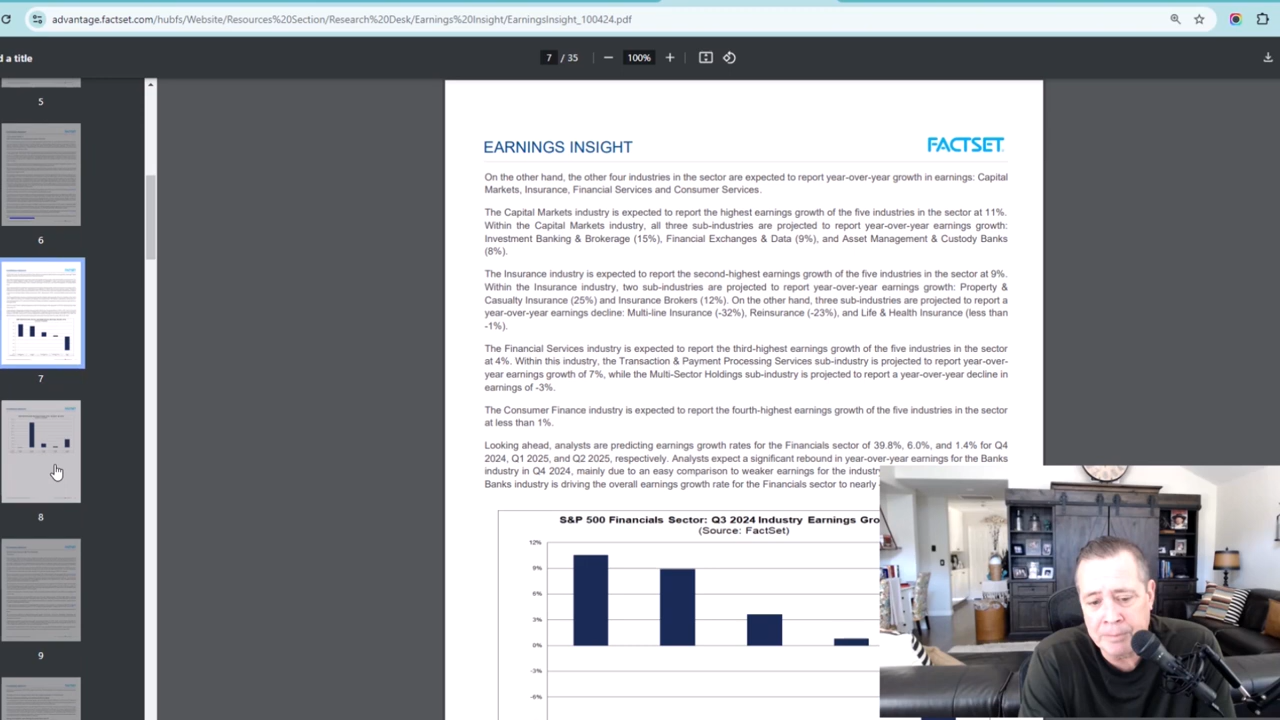 advantage.factset.com/hubfs/Website/Resources%20Section/Research%20Desk/Earnings%20Insight/EarningsInsight_100424.pdf
d a title
7 / 35
100%
5
6
7
8
9
EARNINGS INSIGHT
FACTSET
On the other hand, the other four industries in the sector are expected to report year-over-year growth in earnings: Capital
Markets, Insurance, Financial Services and Consumer Services.
The Capital Markets industry is expected to report the highest earnings growth of the five industries in the sector at 11%.
Within the Capital Markets industry, all three sub-industries are projected to report year-over-year earnings growth:
Investment Banking & Brokerage (15%), Financial Exchanges & Data (9%), and Asset Management & Custody Banks
(8%).
The Insurance industry is expected to report the second-highest earnings growth of the five industries in the sector at 9%.
Within the Insurance industry, two sub-industries are projected to report year-over-year earnings growth: Property &
Casualty Insurance (25%) and Insurance Brokers (12%). On the other hand, three sub-industries are projected to report a
year-over-year earnings decline: Multi-line Insurance (-32%), Reinsurance (-23%), and Life & Health Insurance (less than
-1%).
The Financial Services industry is expected to report the third-highest earnings growth of the five industries in the sector
at 4%. Within this industry, the Transaction & Payment Processing Services sub-industry is projected to report year-over-
year earnings growth of 7%, while the Multi-Sector Holdings sub-industry is projected to report a year-over-year decline in
earnings of -3%.
The Consumer Finance industry is expected to report the fourth-highest earnings growth of the five industries in the sector
at less than 1%.
Looking ahead, analysts are predicting earnings growth rates for the Financials sector of 39.8%, 6.0%, and 1.4% for Q4
2024, Q1 2025, and Q2 2025, respectively. Analysts expect a significant rebound in year-over-year earnings for the Banks
industry in Q4 2024, mainly due to an easy comparison to weaker earnings for the industry
Banks industry is driving the overall earnings growth rate for the Financials sector to nearly
S&P 500 Financials Sector: Q3 2024 Industry Earnings Gro
(Source: FactSet)
12%
9%
6%
3%
0%
-3%
-6%